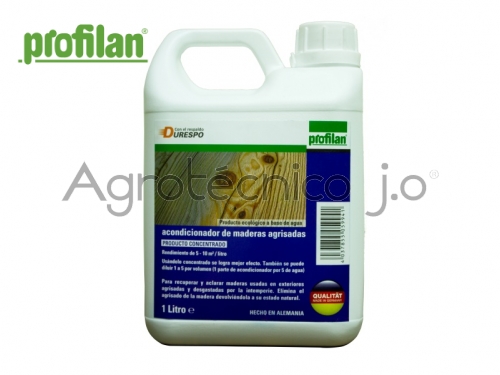 profilan®
Con el respaldo
DURESPO
profilan®
Agrotécnico j.o®
Producto ecológico a base de agua
acondicionador de maderas agrisadas
PRODUCTO CONCENTRADO
Rendimiento de 5 - 10 m² / litro
Usándolo concentrado se logra mejor efecto. También se puede
diluir 1 a 5 por volumen (1 parte de acondicionador por 5 de agua)
Para recuperar y aclarar maderas usadas en exteriores
agrisadas y desgastadas por la intemperie. Elimina el
agrisado de la madera devolviéndola a su estado natural.
QUALITÄT
MADE IN GERMANY
1 Litro e
HECHO EN ALEMANIA